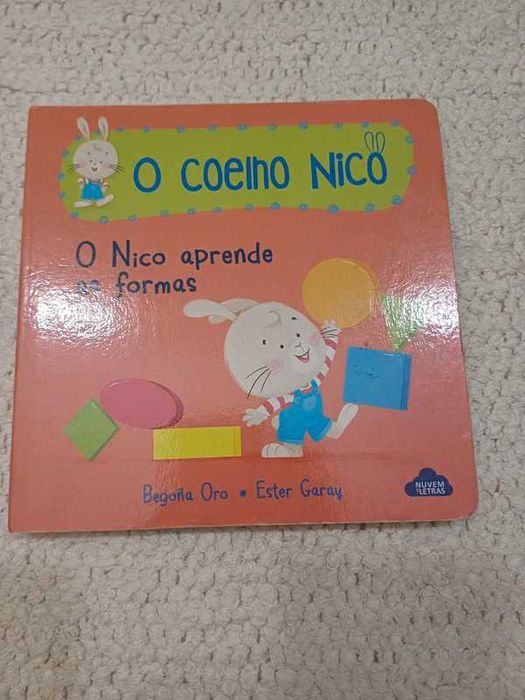 O COELHO NICO
O Nico aprende
as formas
Begoña Oro • Ester Garay
NUVEM
DE LETRAS